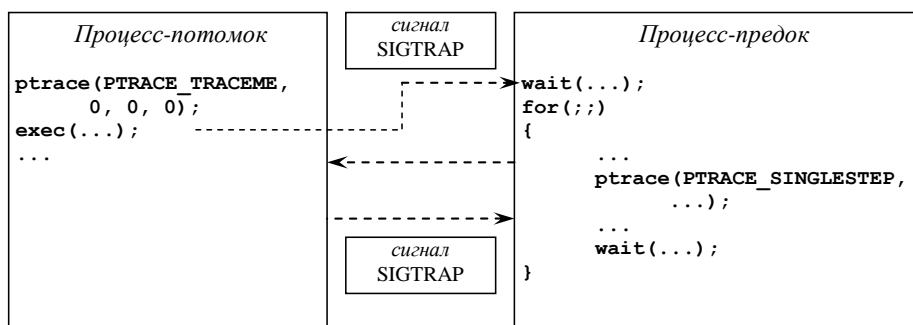 Процесс-потомок
ptrace(PTRACE_TRACEME,
0, 0, 0);
exec(...);
...
сигнал
SIGTRAP
сигнал
SIGTRAP
Процесс-предок
wait(...);
for(;;)
{
...
ptrace(PTRACE_SINGLESTEP,
...);
...
wait(...);
}